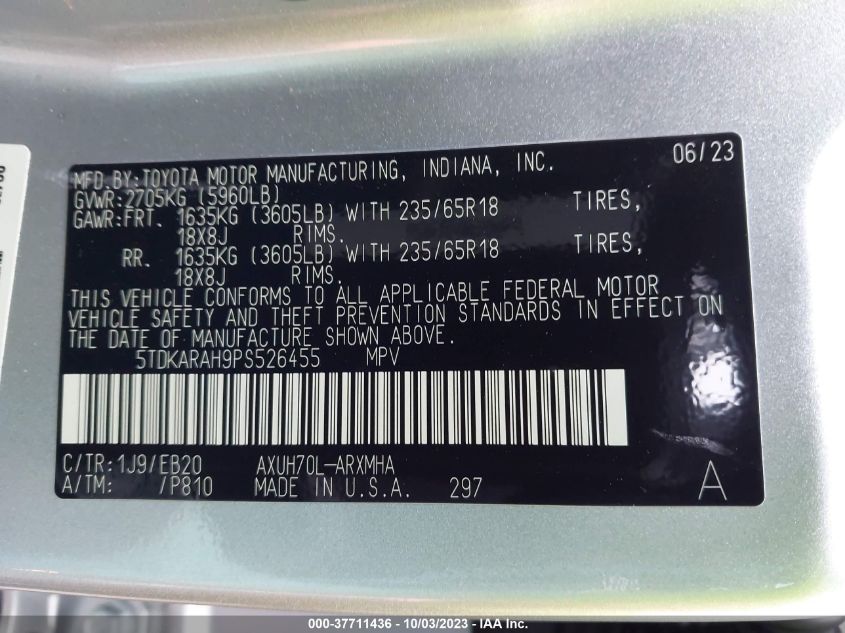 MFD. BY:TOYOTA MOTOR MANUFACTURING, INDIANA, INC. 06/23
GVWR:2705KG (5960LB)
GAWR:FRT. 1635KG (3605LB) WITH 235/65R18 TIRES,
18X8J RIMS.
RR. 1635KG (3605LB) WITH 235/65R18 TIRES,
18X8J RIMS.
THIS VEHICLE CONFORMS TO ALL APPLICABLE FEDERAL MOTOR
VEHICLE SAFETY AND THEFT PREVENTION STANDARDS IN EFFECT ON
THE DATE OF MANUFACTURE SHOWN ABOVE.
5TDKARAH9PS526455 MPV
C/TR:1J9/EB20 AXUH70L-ARXMHA
A/TM: /P810 MADE IN U.S.A. 297 A
000-37711436 - 10/03/2023 - IAA Inc.